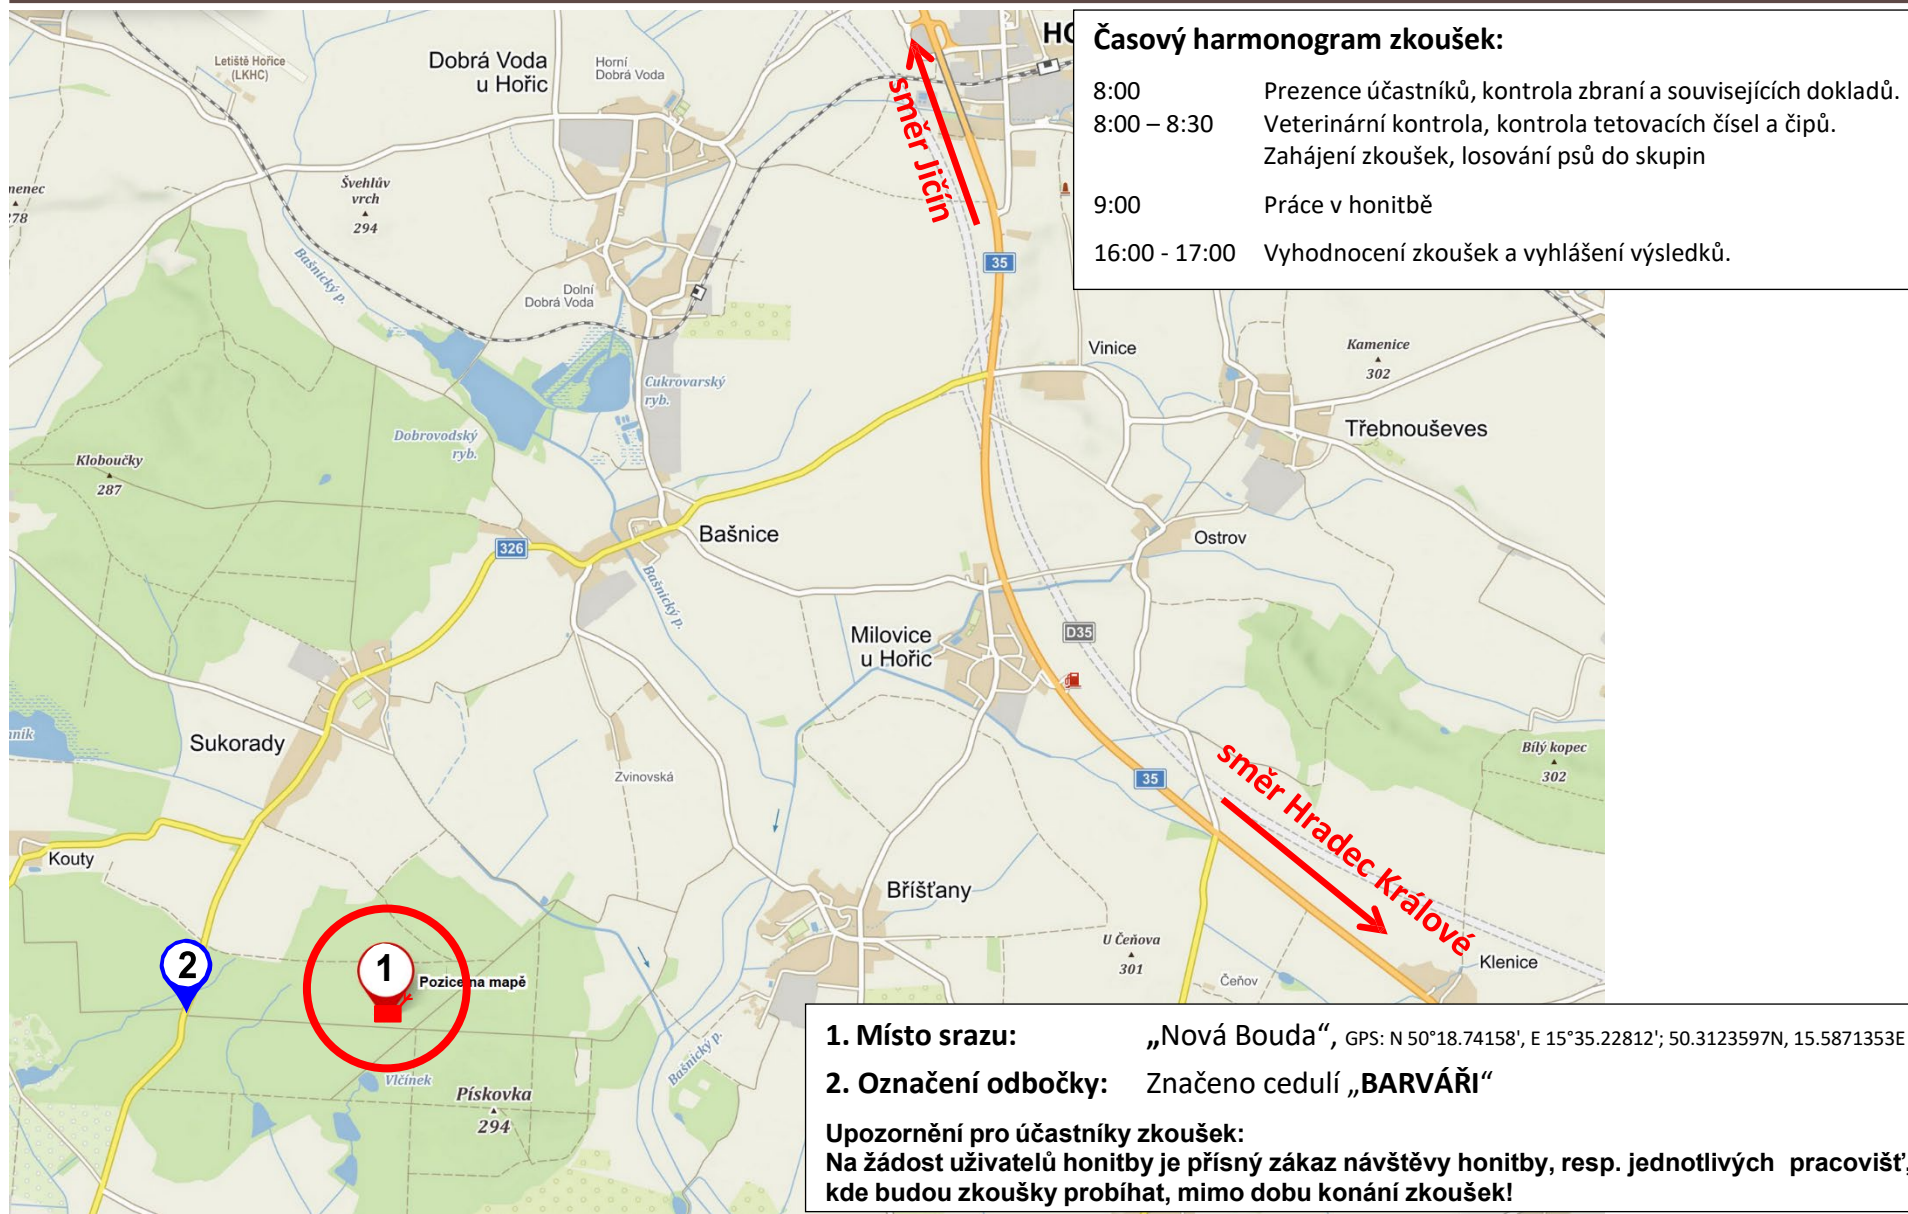 Časový harmonogram zkoušek:
8:00 Prezence účastníků, kontrola zbraní a souvisejících dokladů.
8:00 – 8:30 Veterinární kontrola, kontrola tetovacích čísel a čipů.
Zahájení zkoušek, losování psů do skupin
9:00 Práce v honitbě
16:00 - 17:00 Vyhodnocení zkoušek a vyhlášení výsledků.
Letiště Hořice
(LKHC)
Dobrá Voda
u Hořic
Horní
Dobrá Voda
směr Jičín
Švehlův
vrch
294
278
Bašnický p.
Dolní
Dobrá Voda
35
Vinice
Kamenice
302
Cukrovarský
ryb.
Dobrovodský
ryb.
Třebnouševes
Kloboučky
287
Bašnice
326
Ostrov
Bašnický p.
Milovice
u Hořic
D35
Sukorady
Zvinovská
35
Bílý kopec
302
směr Hradec Králové
Kouty
Bříšťany
U Čeňova
301
Čeňov
Klenice
2
1
Pozice na mapě
Vlčínek
Pískovka
294
Bašnický p.
1. Místo srazu: „Nová Bouda“, GPS: N 50°18.74158', E 15°35.22812'; 50.3123597N, 15.5871353E
2. Označení odbočky: Značeno cedulí „BARVÁŘI“
Upozornění pro účastníky zkoušek:
Na žádost uživatelů honitby je přísný zákaz návštěvy honitby, resp. jednotlivých pracovišť,
kde budou zkoušky probíhat, mimo dobu konání zkoušek!